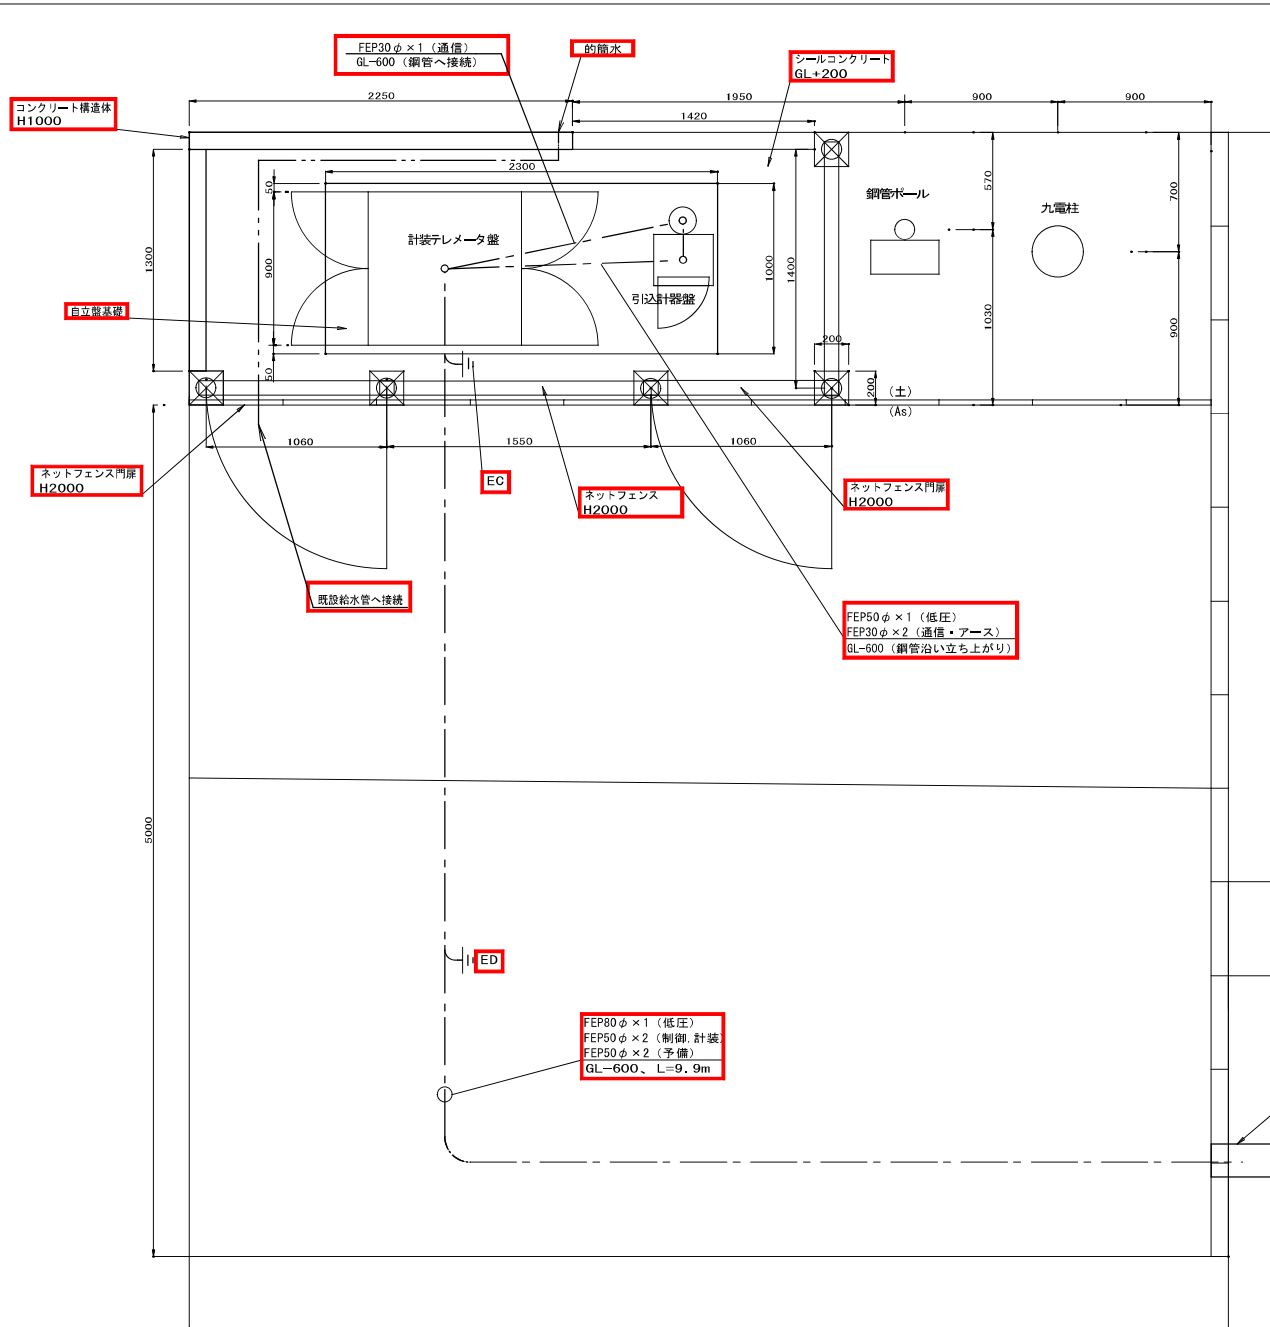 FEP30φ×1（通信）
GL−600（鋼管へ接続）
的簡水
シールコンクリート
GL+200
コンクリート構造体
H1000
2250
1950
900
900
1420
2300
50
570
700
鋼管ポール
九電柱
計装テレメータ盤
1300
900
1000
1400
引込計器盤
自立盤基礎
1030
900
200
50
200
（土）
（As）
1060
1550
1060
ネットフェンス門扉
H2000
EC
ネットフェンス
H2000
ネットフェンス門扉
H2000
既設給水管へ接続
FEP50φ×1（低圧）
FEP30φ×2（通信・アース）
GL−600（鋼管沿い立ち上がり）
5000
ED
FEP80φ×1（低圧）
FEP50φ×2（制御,計装）
FEP50φ×2（予備）
GL−600、L=9.9m